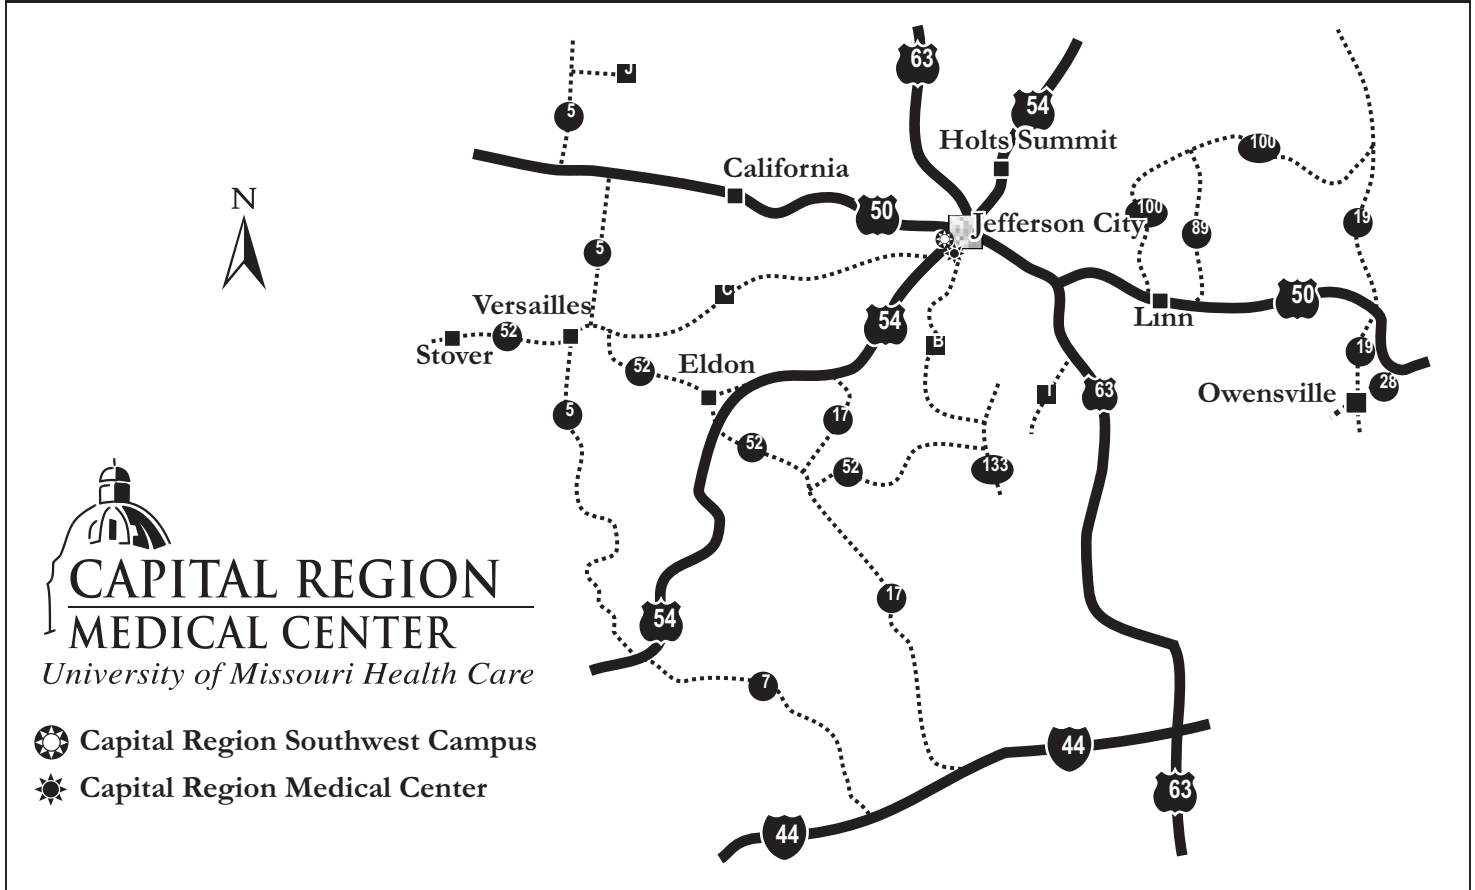 63
54
J
5
Holts Summit
100
California
50
Jefferson City
100
89
19
N
5
C
50
Versailles
54
Linn
52
Stover
B
19
52
Eldon
28
63
Owensville
5
17
52
52
133
CAPITAL REGION
MEDICAL CENTER
University of Missouri Health Care
17
54
7
Capital Region Southwest Campus
44
Capital Region Medical Center
63
44